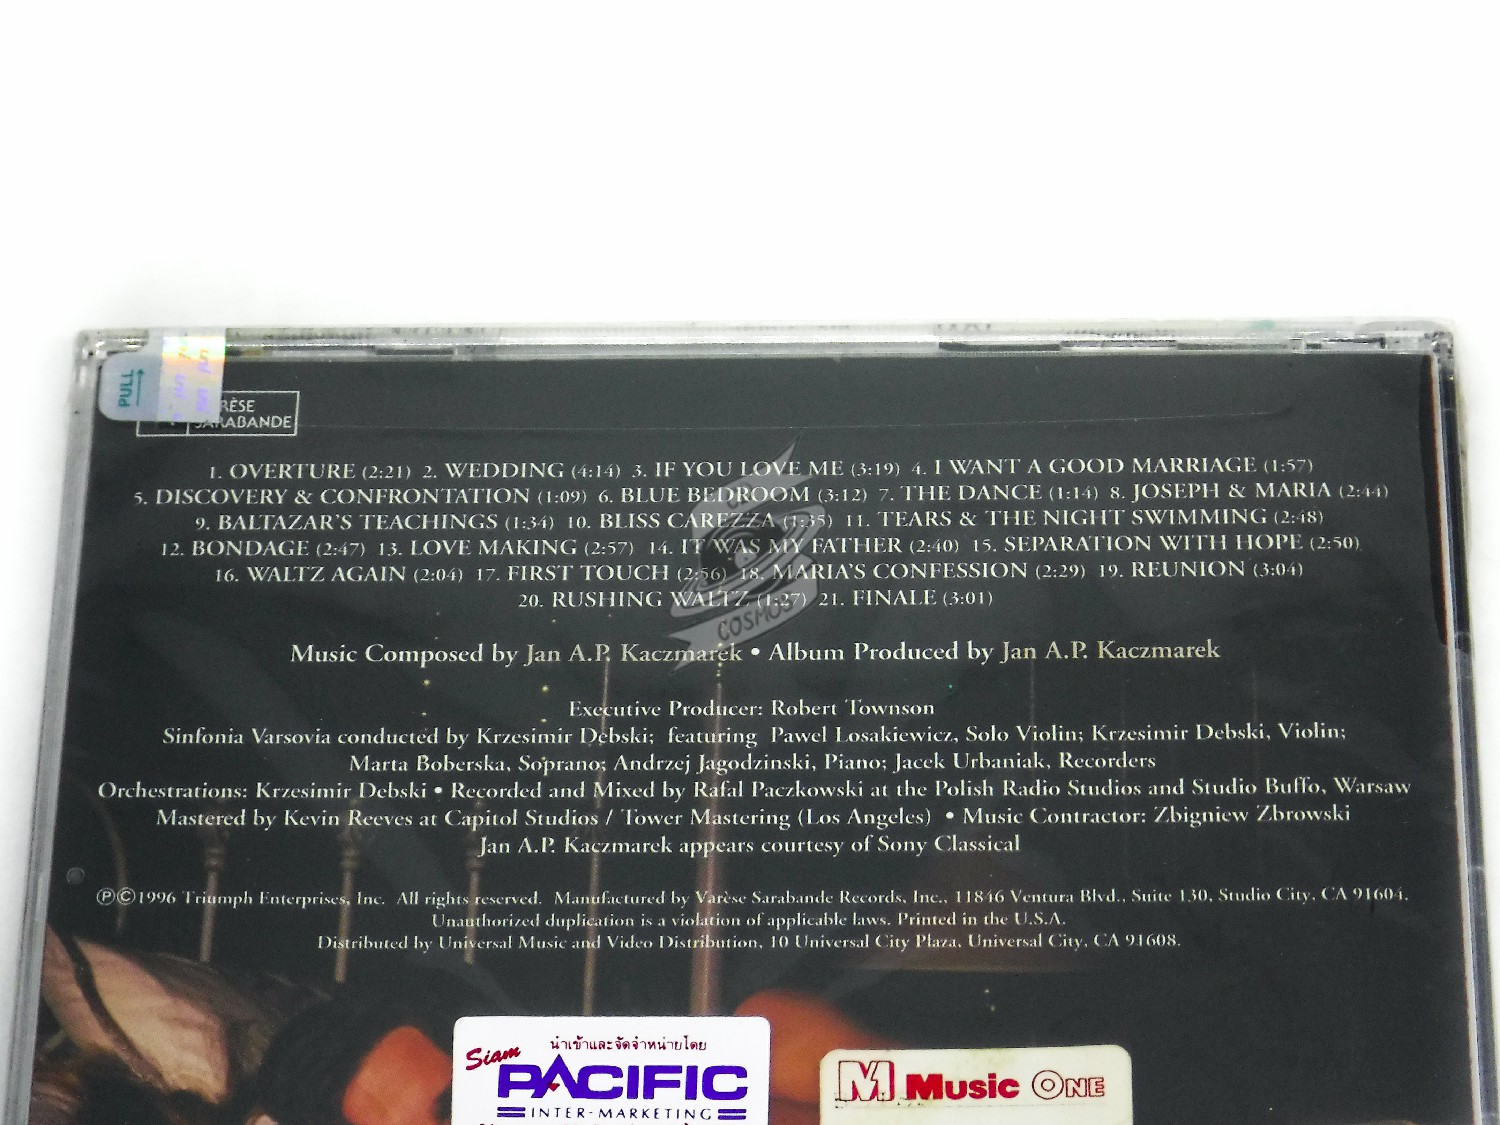 PULL
RÈSE
SARABANDE
1. OVERTURE (2:21) 2. WEDDING (4:14) 3. IF YOU LOVE ME (3:19) 4. I WANT A GOOD MARRIAGE (1:57)
5. DISCOVERY & CONFRONTATION (1:09) 6. BLUE BEDROOM (3:12) 7. THE DANCE (1:14) 8. JOSEPH & MARIA (2:44)
9. BALTAZAR'S TEACHINGS (1:34) 10. BLISS CAREZZA (1:35) 11. TEARS & THE NIGHT SWIMMING (2:48)
12. BONDAGE (2:47) 13. LOVE MAKING (2:57) 14. IT WAS MY FATHER (2:40) 15. SEPARATION WITH HOPE (2:50)
16. WALTZ AGAIN (2:04) 17. FIRST TOUCH (2:56) 18. MARIA'S CONFESSION (2:29) 19. REUNION (3:04)
20. RUSHING WALTZ (1:27) 21. FINALE (3:01)
COSMOS
Music Composed by Jan A.P. Kaczmarek • Album Produced by Jan A.P. Kaczmarek
Executive Producer: Robert Townson
Sinfonia Varsovia conducted by Krzesimir Dębski; featuring Pawel Losakiewicz, Solo Violin; Krzesimir Debski, Violin;
Marta Boberska, Soprano; Andrzej Jagodzinski, Piano; Jacek Urbaniak, Recorders
Orchestrations: Krzesimir Debski • Recorded and Mixed by Rafal Paczkowski at the Polish Radio Studios and Studio Buffo, Warsaw
Mastered by Kevin Reeves at Capitol Studios / Tower Mastering (Los Angeles) • Music Contractor: Zbigniew Zbrowski
Jan A.P. Kaczmarek appears courtesy of Sony Classical
℗©1996 Triumph Enterprises, Inc. All rights reserved. Manufactured by Varèse Sarabande Records, Inc., 11846 Ventura Blvd., Suite 130, Studio City, CA 91604.
Unauthorized duplication is a violation of applicable laws. Printed in the U.S.A.
Distributed by Universal Music and Video Distribution, 10 Universal City Plaza, Universal City, CA 91608.
นำเข้าและจัดจำหน่ายโดย
Siam
PACIFIC
INTER-MARKETING
M1 Music ONE